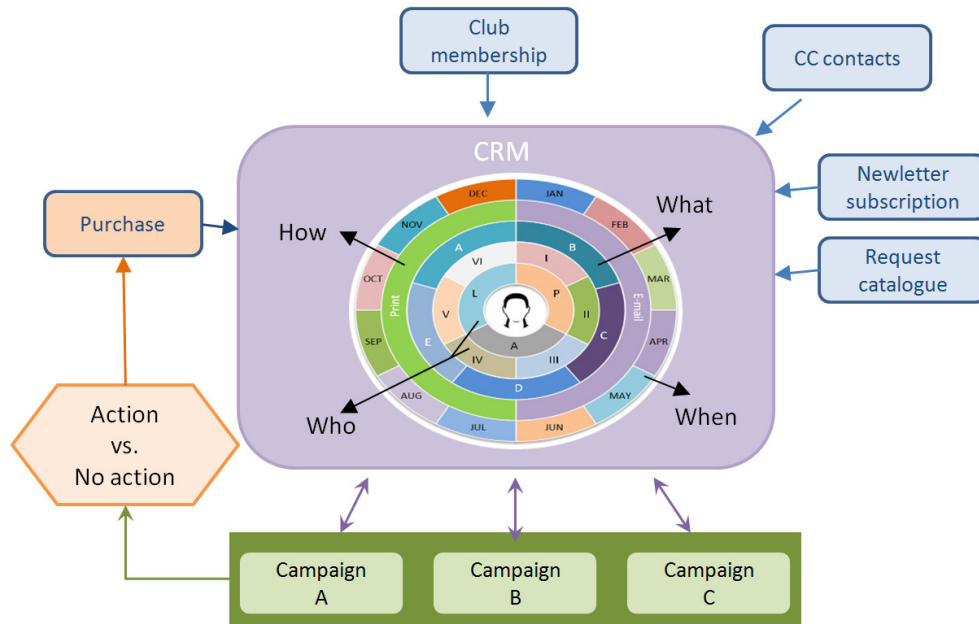 Club
membership
CC contacts
CRM
Newletter
subscription
Request
catalogue
Purchase
How
What
Who
When
DEC
JAN
NOV
FEB
OCT
MAR
SEP
APR
AUG
MAY
JUL
JUN
Print
E-mail
A
B
C
D
E
VI
I
V
II
IV
III
L
P
A
Action
vs.
No action
Campaign
A
Campaign
B
Campaign
C